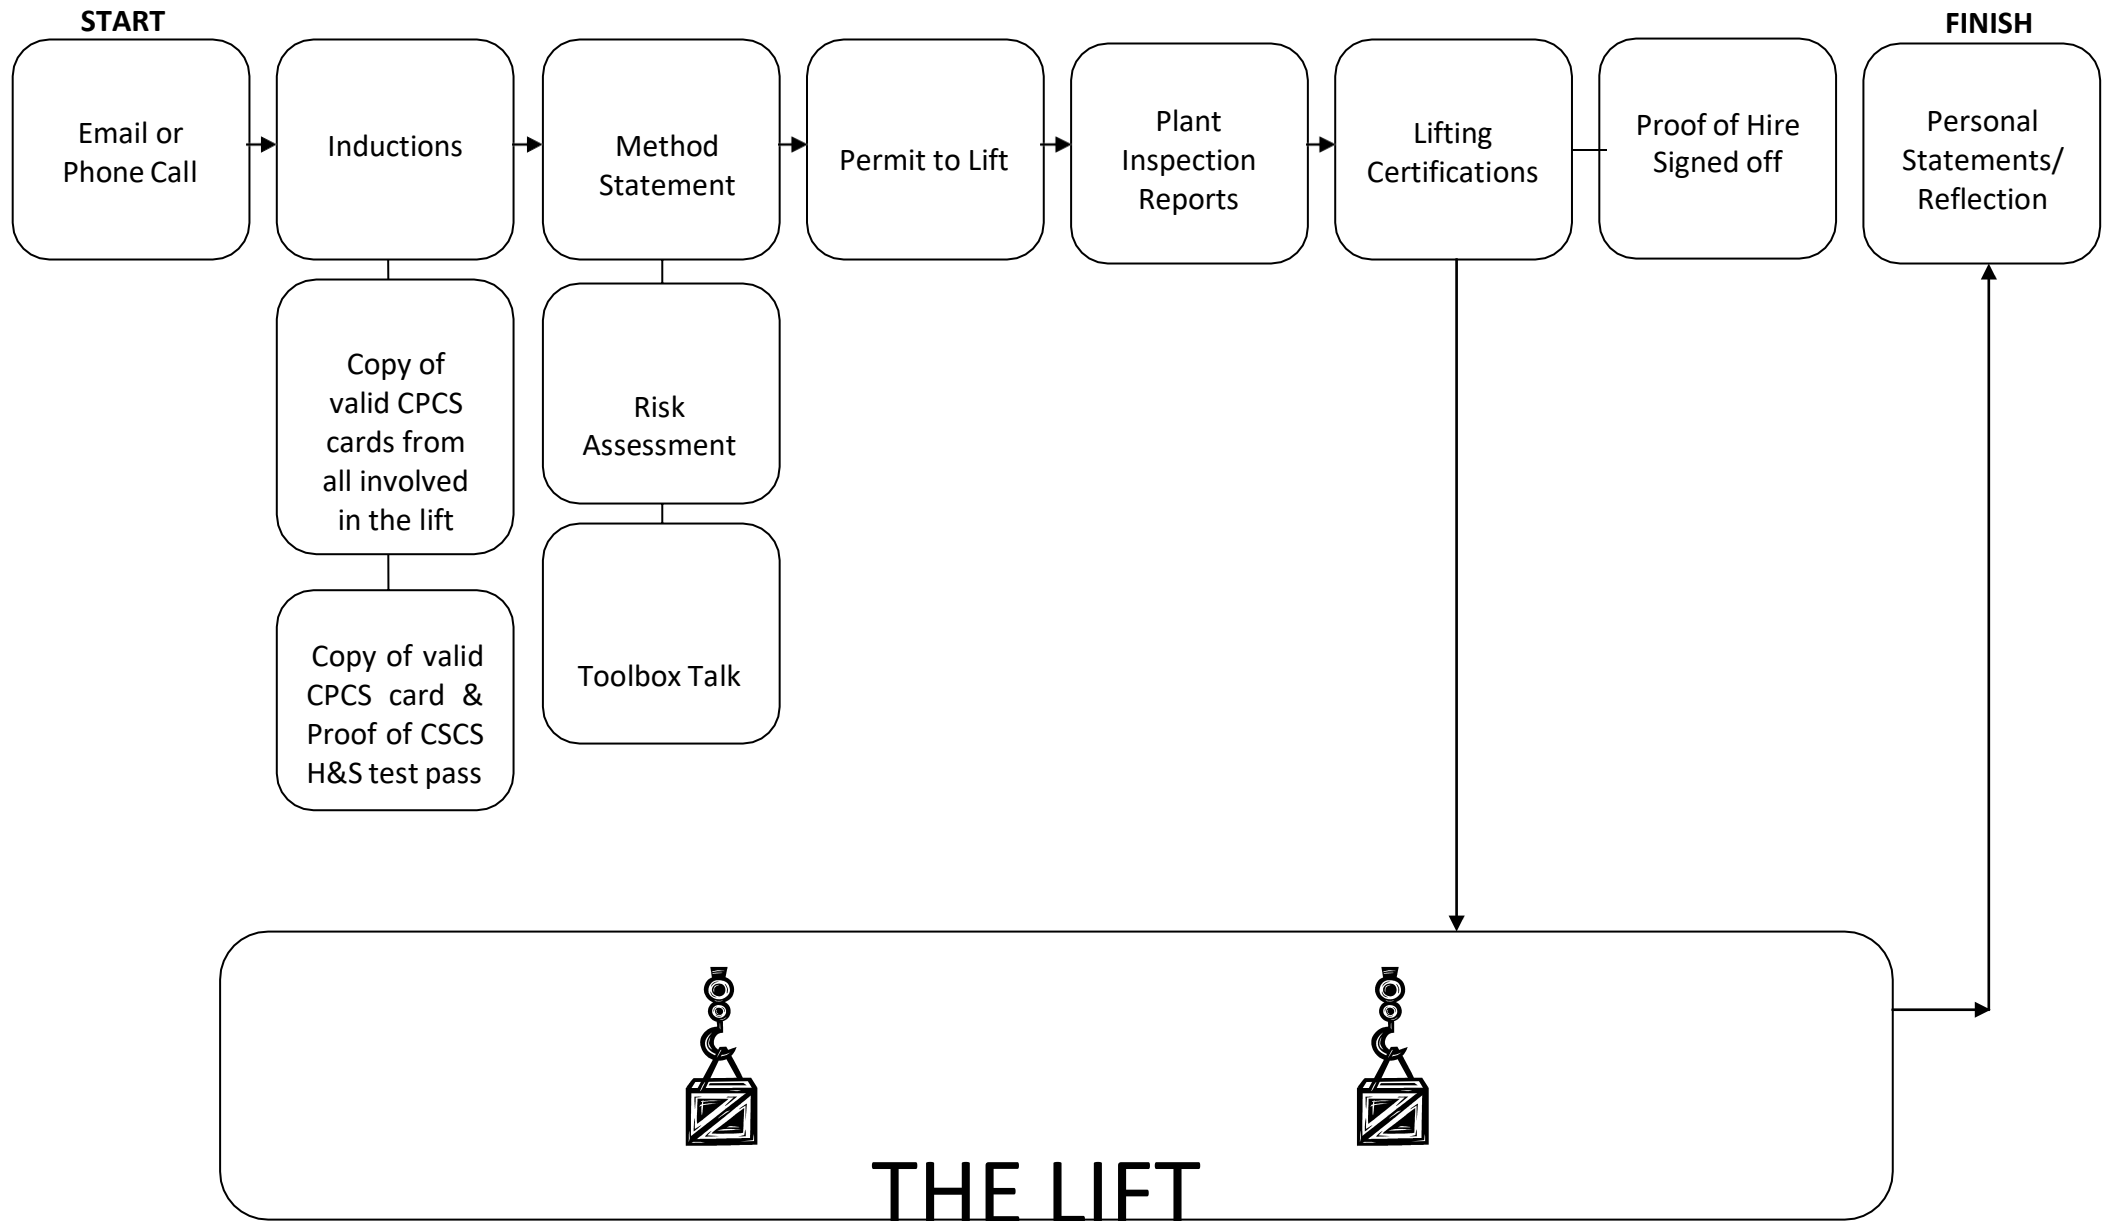 START
FINISH
Email or
Phone Call
Inductions
Method
Statement
Permit to Lift
Plant
Inspection
Reports
Lifting
Certifications
Proof of Hire
Signed off
Personal
Statements/
Reflection
Copy of
valid CPCS
cards from
all involved
in the lift
Risk
Assessment
Copy of valid
CPCS card &
Proof of CSCS
H&S test pass
Toolbox Talk
THE LIFT